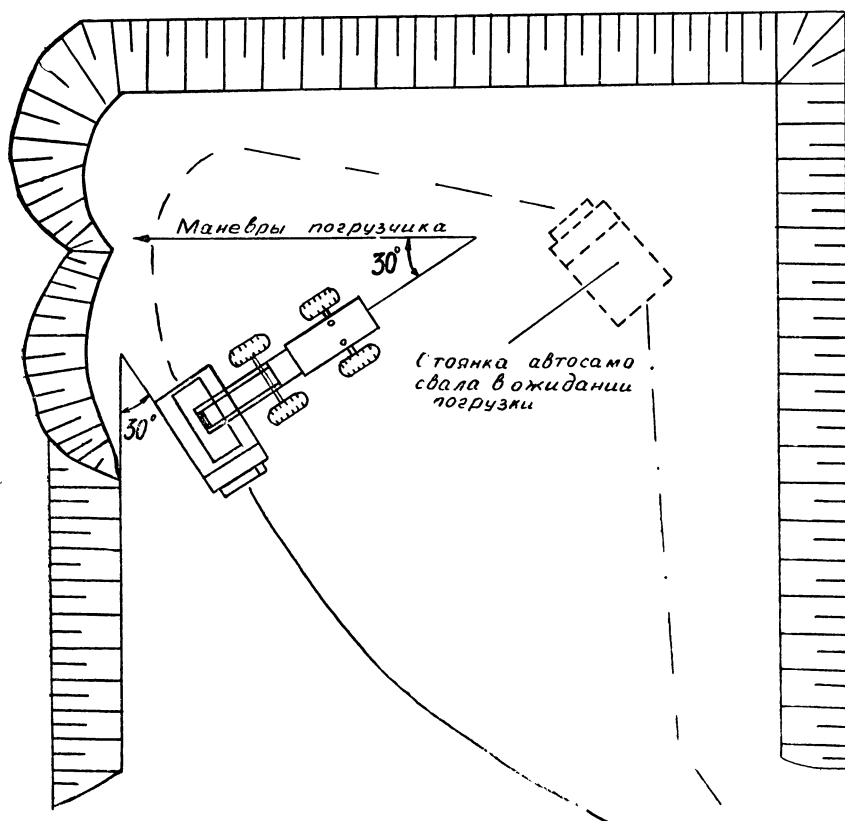 Маневры погрузчика
30°
Стоянка автосамо
свала в ожидании
погрузки
30°